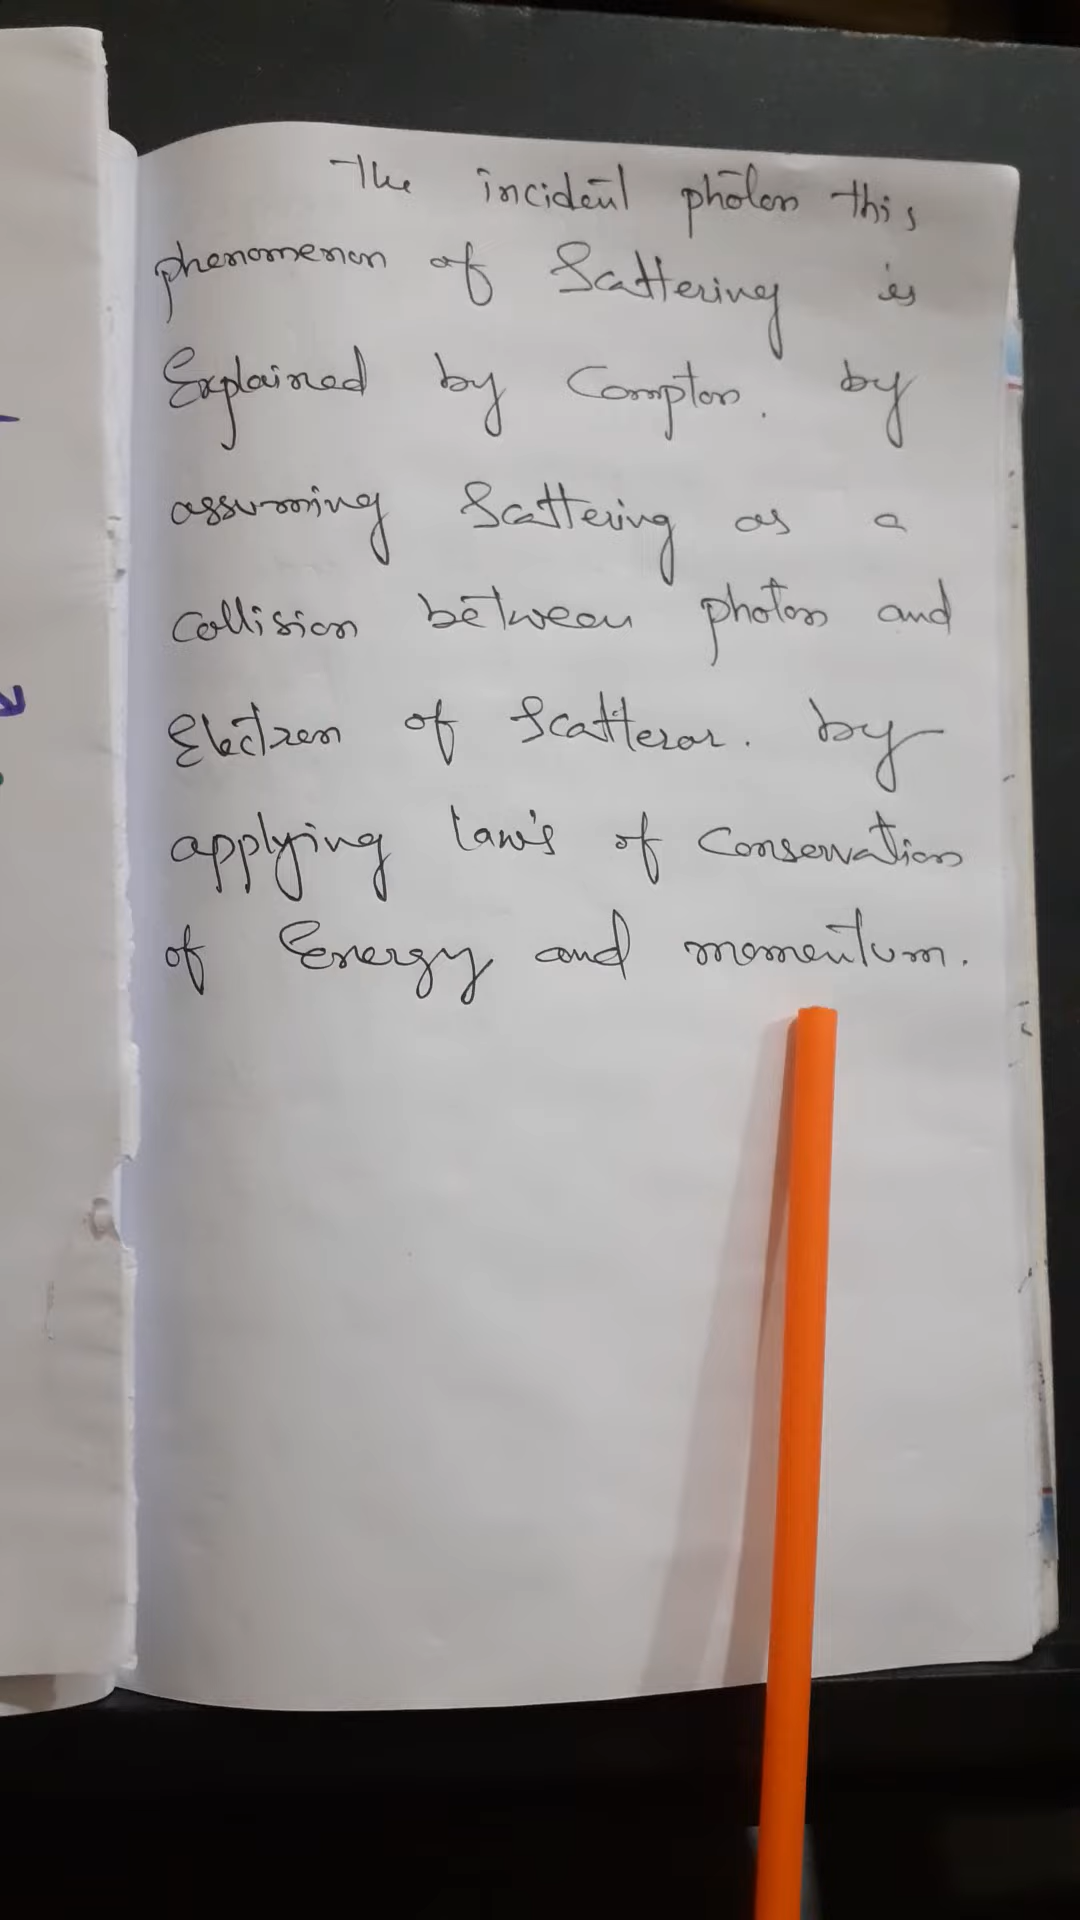 The incident photon this
phenomenon of Scattering is
Explained by Compton. by
assuming Scattering as a
Collision between photon and
Electron of Scatteror. by
applying law's of Conservation
of Energy and momentum.